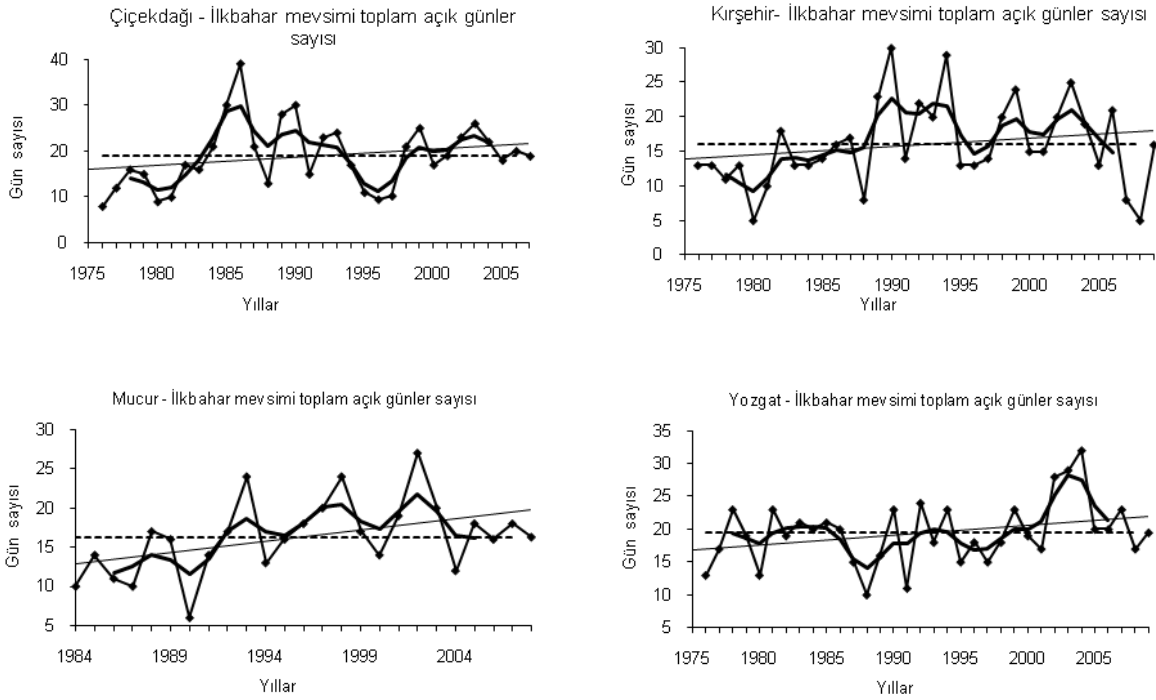 Çiçekdağı - İlkbahar mevsimi toplam açık günler
sayısı
40
30
20
10
0
Gün sayısı
1975 1980 1985 1990 1995 2000 2005
Yıllar
Kırşehir- İlkbahar mevsimi toplam açık günler sayısı
30
25
20
15
10
5
0
Gün sayısı
1975 1980 1985 1990 1995 2000 2005
Yıllar
Mucur - İlkbahar mevsimi toplam açık günler sayısı
30
25
20
15
10
5
Gün sayısı
1984 1989 1994 1999 2004
Yıllar
Yozgat - İlkbahar mevsimi toplam açık günler sayısı
35
30
25
20
15
10
5
Gün sayısı
1975 1980 1985 1990 1995 2000 2005
Yıllar